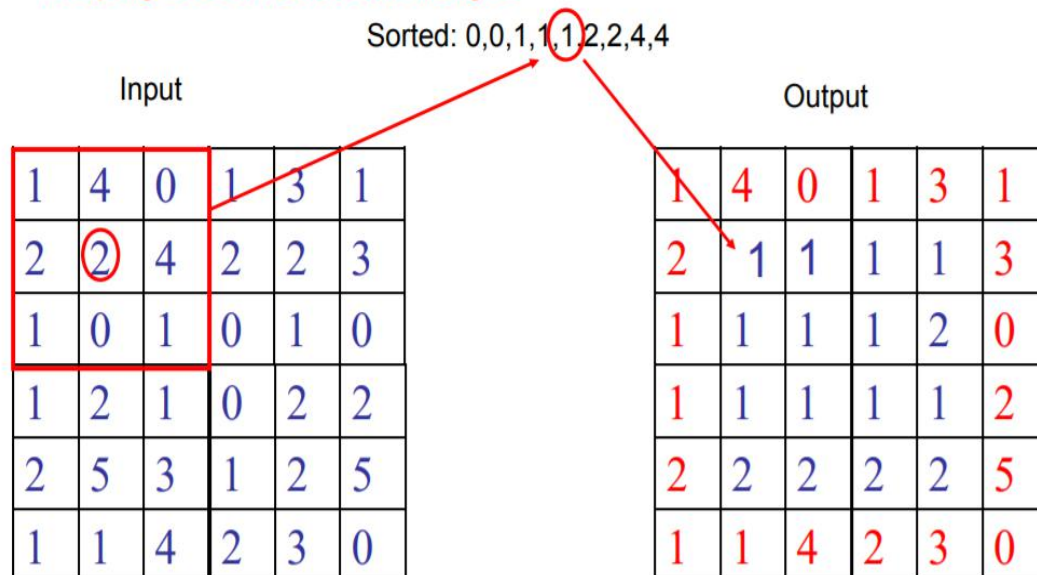 Sorted: 0,0,1,1,1,2,2,4,4
Input
Output
1 4 0 1 3 1
2 2 4 2 2 3
1 0 1 0 1 0
1 2 1 0 2 2
2 5 3 1 2 5
1 1 4 2 3 0
1 4 0 1 3 1
2 1 1 1 1 3
1 1 1 1 2 0
1 1 1 1 1 2
2 2 2 2 2 5
1 1 4 2 3 0